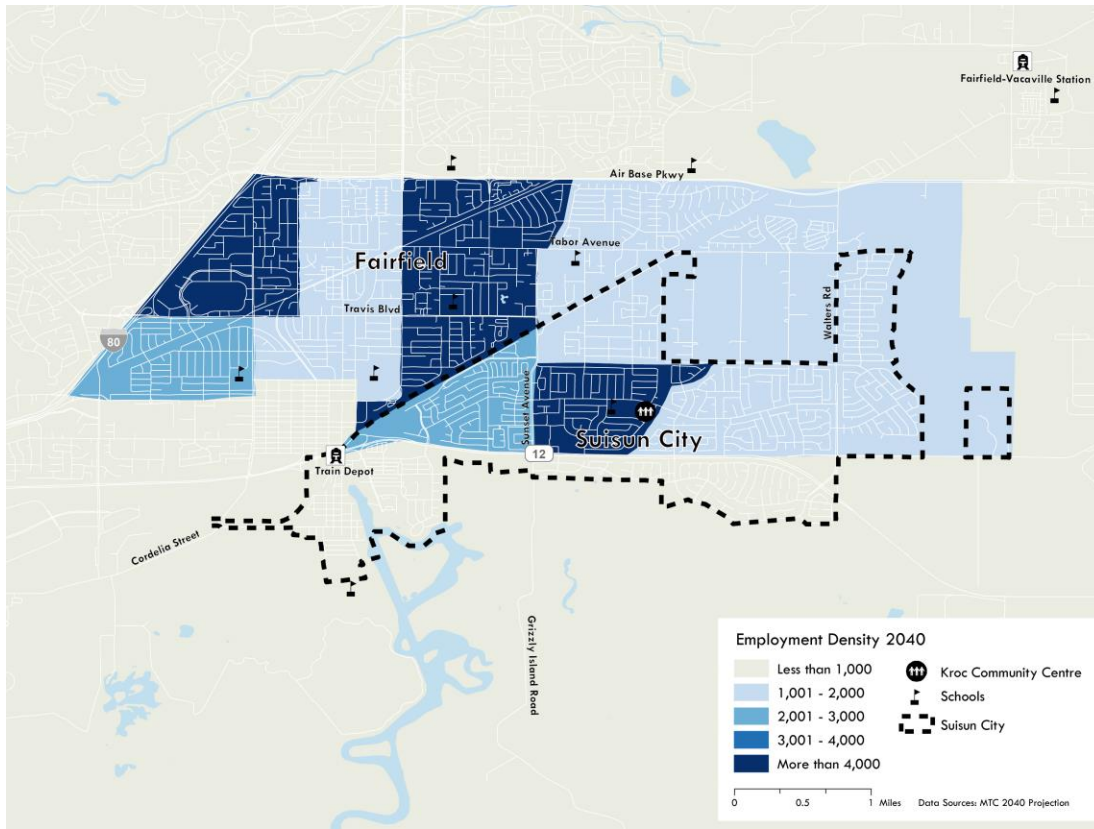 Fairfield-Vacaville Station
Air Base Pkwy
Tabor Avenue
Fairfield
Travis Blvd
Walters Rd
80
Sunset Avenue
Suisun City
12
Train Depot
Cordelia Street
Grizzly Island Road
Employment Density 2040
Less than 1,000
1,001 - 2,000
2,001 - 3,000
3,001 - 4,000
More than 4,000
Kroc Community Centre
Schools
Suisun City
0 0.5 1 Miles
Data Sources: MTC 2040 Projection